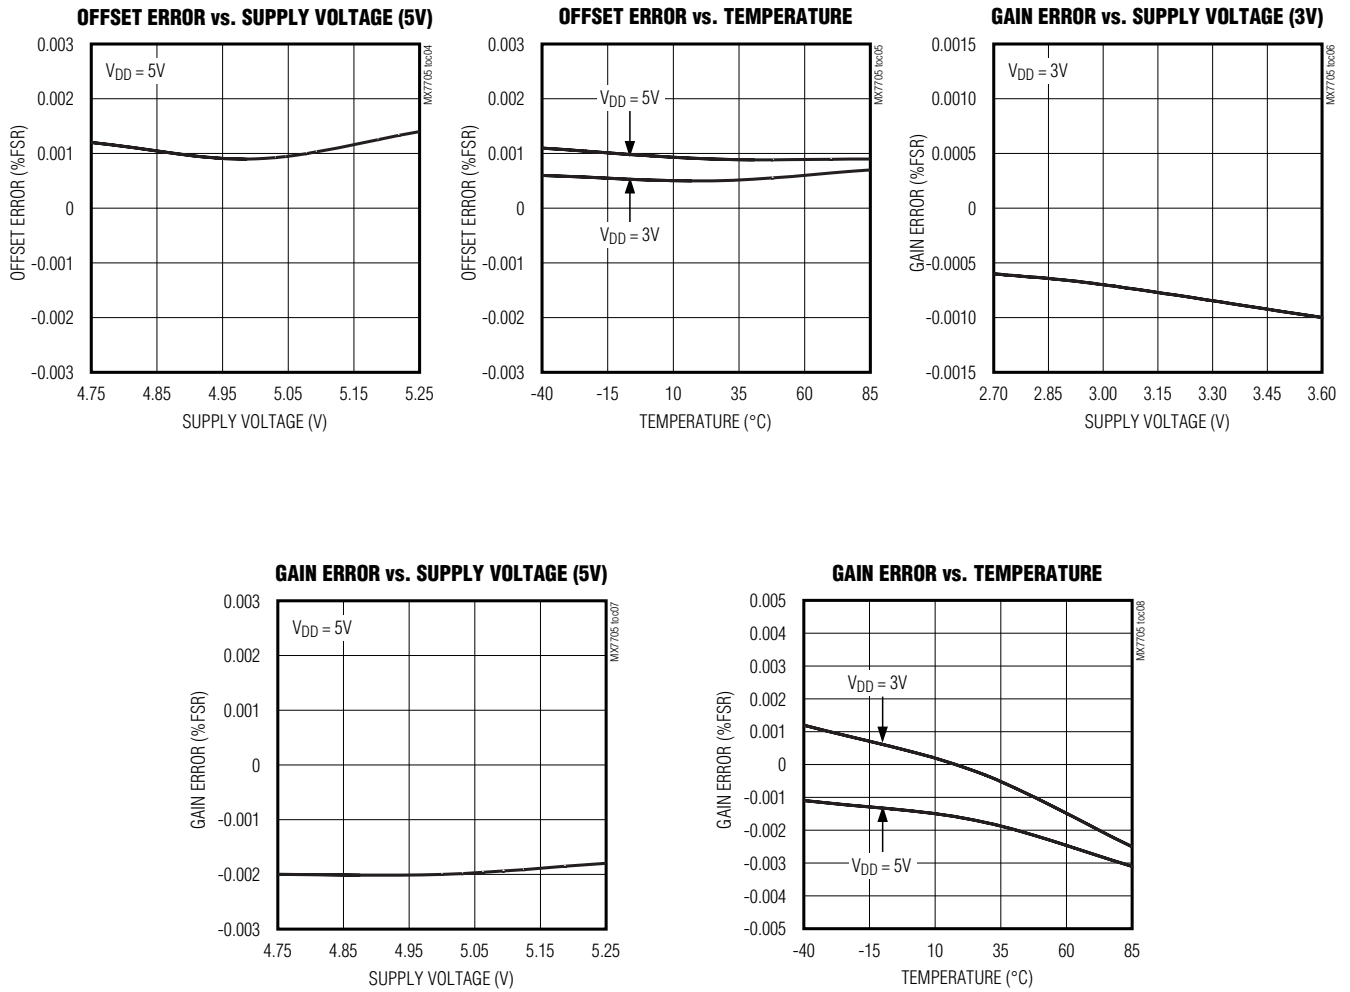 OFFSET ERROR vs. SUPPLY VOLTAGE (5V)
0.003
0.002
0.001
0
-0.001
-0.002
-0.003
OFFSET ERROR (%FSR)
VDD = 5V
MX7705 toc04
4.75 4.85 4.95 5.05 5.15 5.25
SUPPLY VOLTAGE (V)
OFFSET ERROR vs. TEMPERATURE
0.003
0.002
0.001
0
-0.001
-0.002
-0.003
OFFSET ERROR (%FSR)
VDD = 5V
VDD = 3V
MX7705 toc05
-40 -15 10 35 60 85
TEMPERATURE (°C)
GAIN ERROR vs. SUPPLY VOLTAGE (3V)
0.0015
0.0010
0.0005
0
-0.0005
-0.0010
-0.0015
GAIN ERROR (%FSR)
VDD = 3V
MX7705 toc06
2.70 2.85 3.00 3.15 3.30 3.45 3.60
SUPPLY VOLTAGE (V)
GAIN ERROR vs. SUPPLY VOLTAGE (5V)
0.003
0.002
0.001
0
-0.001
-0.002
-0.003
GAIN ERROR (%FSR)
VDD = 5V
MX7705 toc07
4.75 4.85 4.95 5.05 5.15 5.25
SUPPLY VOLTAGE (V)
GAIN ERROR vs. TEMPERATURE
0.005
0.004
0.003
0.002
0.001
0
-0.001
-0.002
-0.003
-0.004
-0.005
GAIN ERROR (%FSR)
VDD = 3V
VDD = 5V
MX7705 toc08
-40 -15 10 35 60 85
TEMPERATURE (°C)